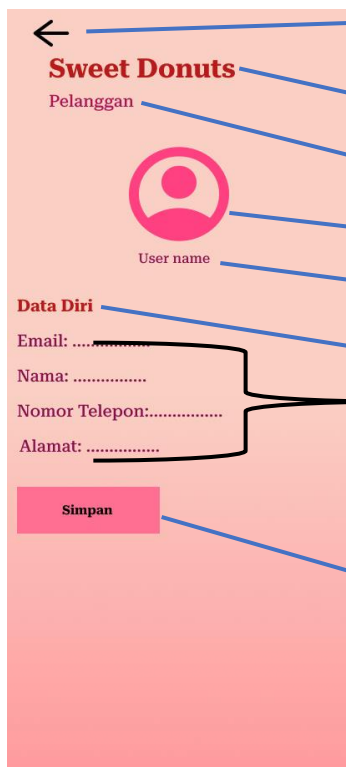 Sweet Donuts
Pelanggan
User name
Data Diri
Email: ................
Nama: ................
Nomor Telepon:................
Alamat: ................
Simpan